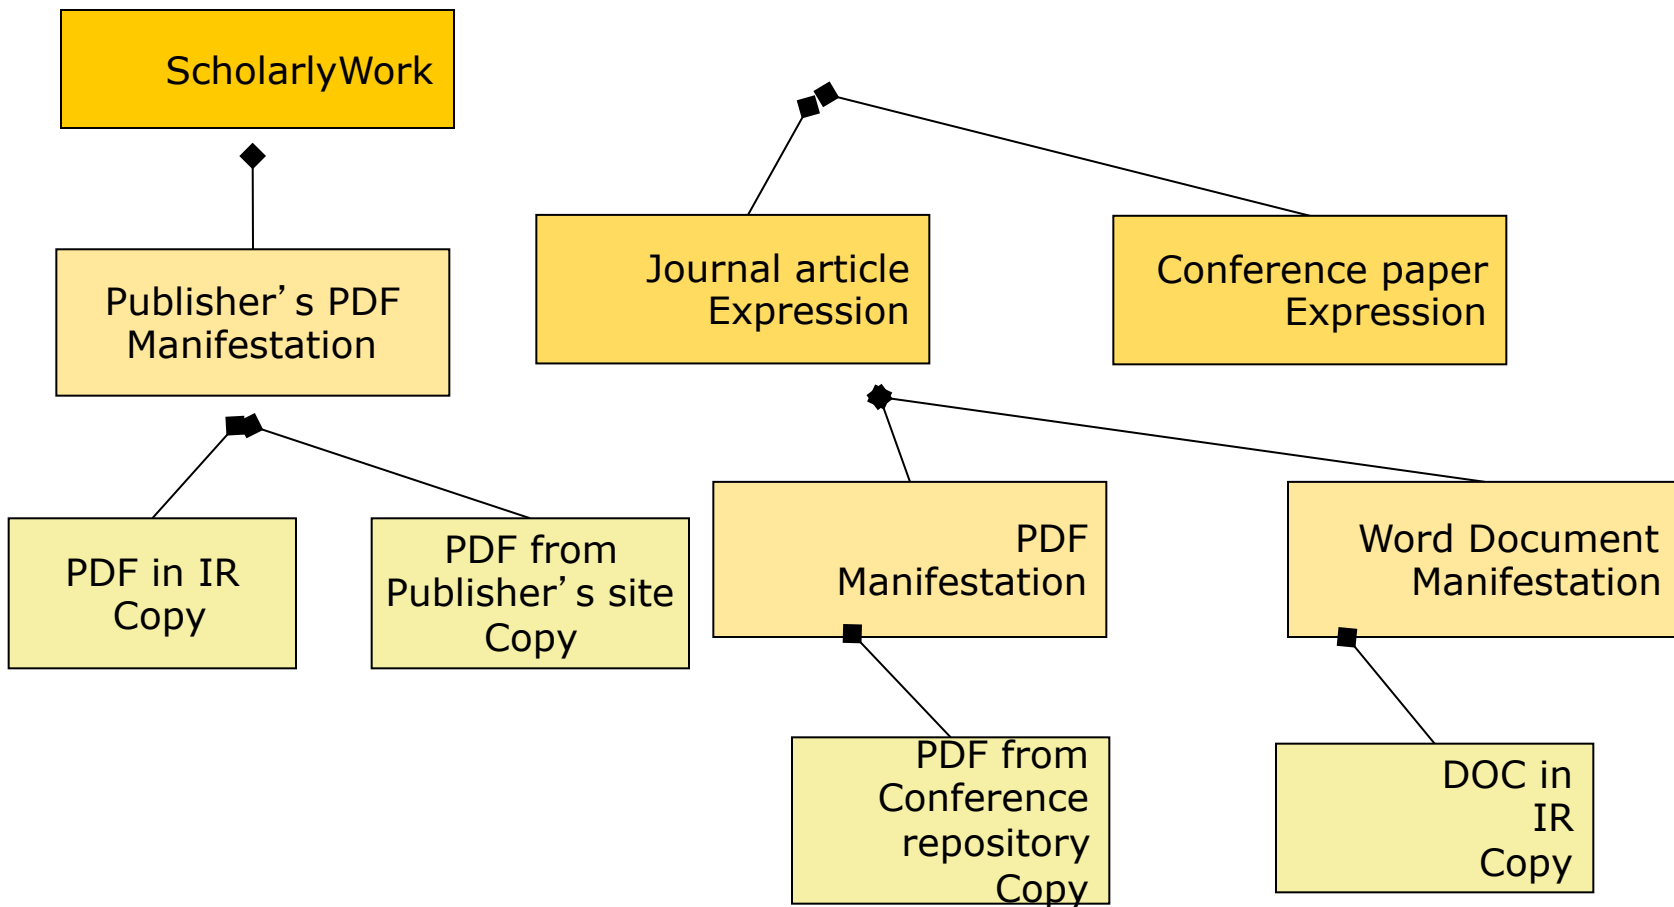 ScholarlyWork
Journal article
Expression
Conference paper
Expression
Publisher’s PDF
Manifestation
PDF in IR
Copy
PDF from
Publisher’s site
Copy
PDF
Manifestation
Word Document
Manifestation
PDF from
Conference
repository
Copy
DOC in
IR
Copy